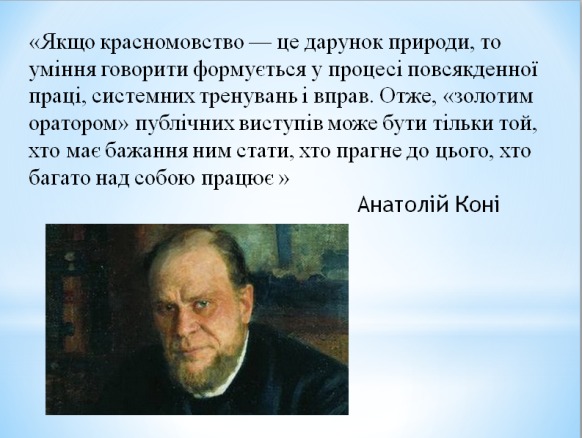 «Якщо красномовство — це дарунок природи, то
уміння говорити формується у процесі повсякденної
праці, системних тренувань і вправ. Отже, «золотим
оратором» публічних виступів може бути тільки той,
хто має бажання ним стати, хто прагне до цього, хто
багато над собою працює »
Анатолій Коні